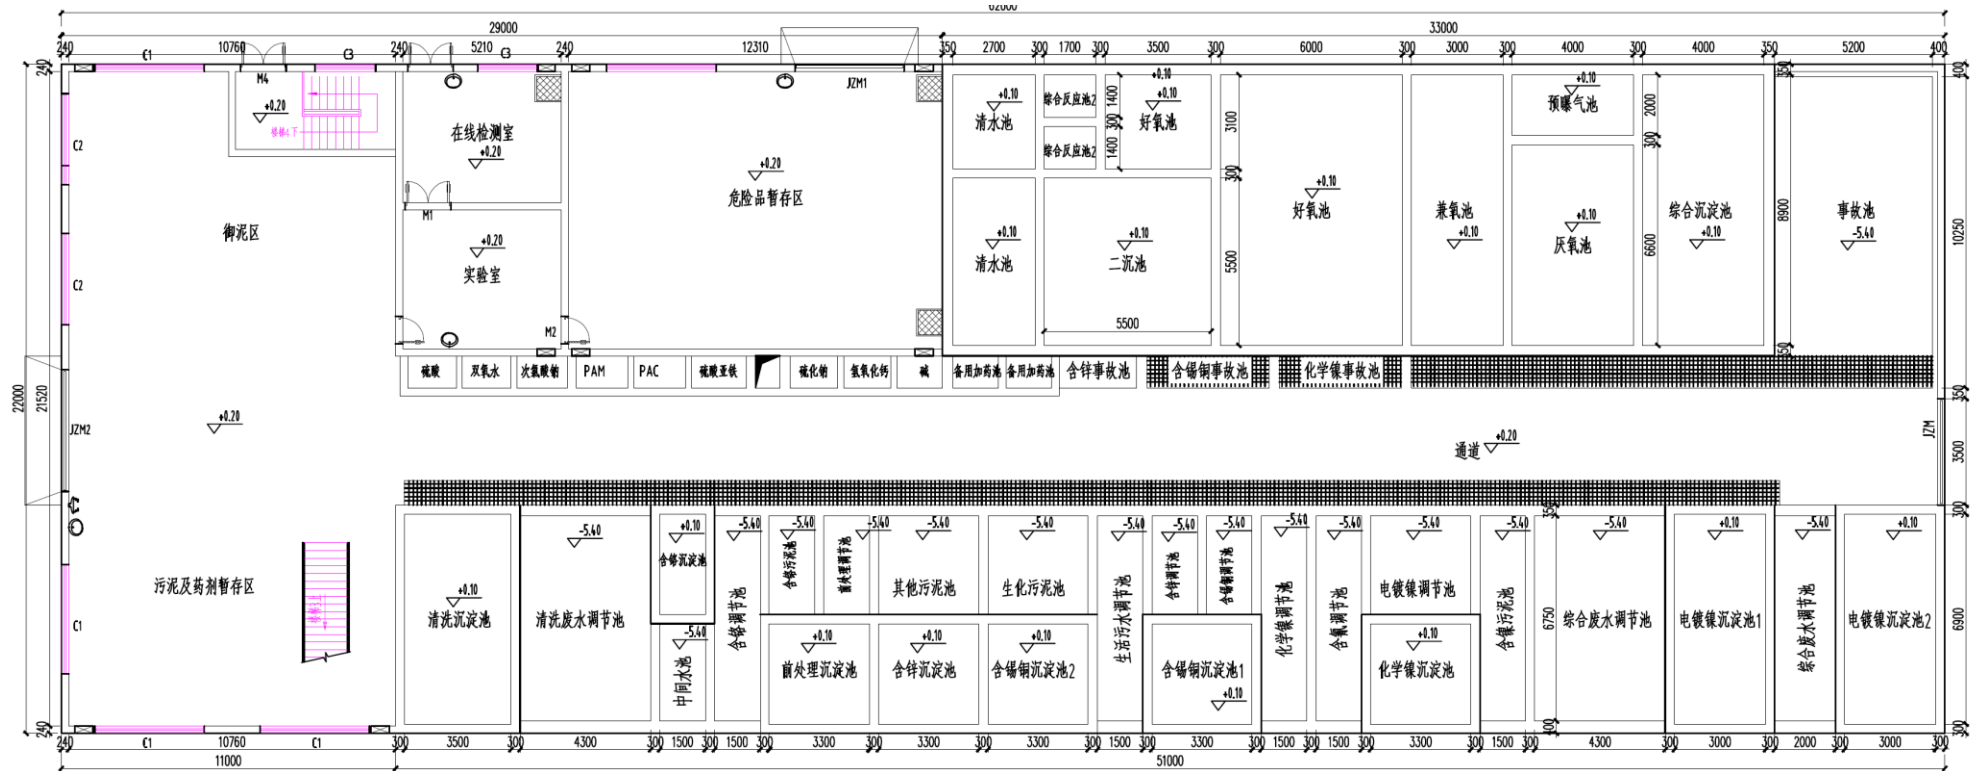 62000
29000 33000
240 10760 240 5210 240 12310 350 2700 300 1700 300 3500 300 6000 300 3000 300 4000 300 4000 350 5200 400
C1 C3 C3
240 M4 JZM1 350 400
+0.20
楼梯4下
C2
在线检测室
+0.20
+0.20
危险品暂存区
+0.10
清水池
综合反应池2
综合反应池2
1400
300
1400
+0.10
+0.10
好氧池
3100
300
+0.10
预曝气池
2000
300
M1
御泥区
C2
+0.20
实验室
M2
+0.10
清水池
+0.10
二沉池
5500
5500
+0.10
好氧池
兼氧池
+0.10
+0.10
厌氧池
6600
综合沉淀池
+0.10
8900
事故池
-5.40
10250
350
硫酸 双氧水 次氯酸钠 PAM PAC 硫酸亚铁 硫化钠 氢氧化钙 碱 备用加药池 备用加药池 含锌事故池 含锡铜事故池 化学镍事故池
22000
21520
JZM2
+0.20
通道
+0.20
350
JZM
3500
300
污泥及药剂暂存区
C1
+0.10
清洗沉淀池
-5.40
清洗废水调节池
+0.10
含铬沉淀池
-5.40
中间水池
-5.40
含铬调节池
-5.40
含铬污泥池
-5.40
前处理调节池
-5.40
其他污泥池
-5.40
生化污泥池
+0.10
前处理沉淀池
+0.10
含锌沉淀池
+0.10
含锡铜沉淀池2
-5.40
生活污水调节池
-5.40
含锌调节池
-5.40
含锡铜调节池
含锡铜沉淀池1
+0.10
-5.40
化学镍调节池
-5.40
含氰调节池
-5.40
电镀镍调节池
+0.10
化学镍沉淀池
-5.40
含镍污泥池
350
6750
400
-5.40
综合废水调节池
+0.10
电镀镍沉淀池1
-5.40
综合废水调节池
+0.10
电镀镍沉淀池2
6900
300
240
C1 C1
240 10760 300 3500 300 4300 300 1500 300 1500 300 3300 300 3300 300 3300 300 1500 300 3300 300 1500 300 1500 300 3300 300 1500 300 4300 300 3000 300 2000 300 3000 300
11000 51000